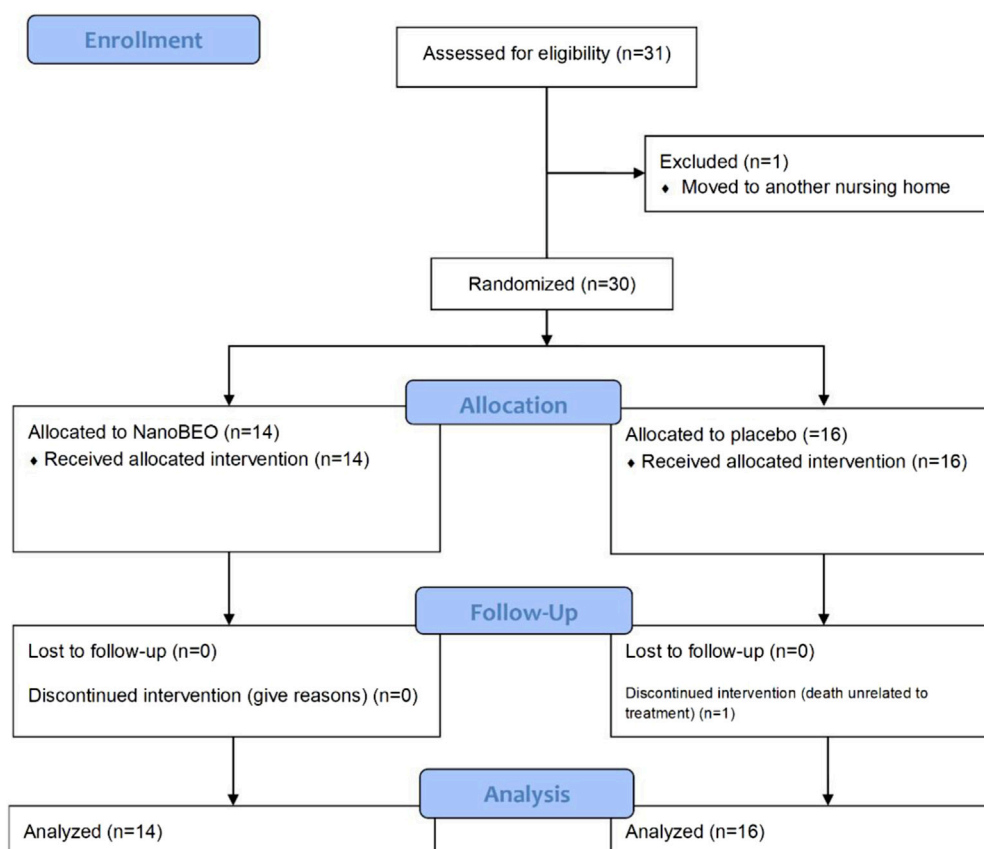 Enrollment
Assessed for eligibility (n=31)
Excluded (n=1)
♦ Moved to another nursing home
Randomized (n=30)
Allocation
Allocated to NanoBEO (n=14)
♦ Received allocated intervention (n=14)
Allocated to placebo (=16)
♦ Received allocated intervention (n=16)
Follow-Up
Lost to follow-up (n=0)
Discontinued intervention (give reasons) (n=0)
Lost to follow-up (n=0)
Discontinued intervention (death unrelated to
treatment) (n=1)
Analysis
Analyzed (n=14)
Analyzed (n=16)